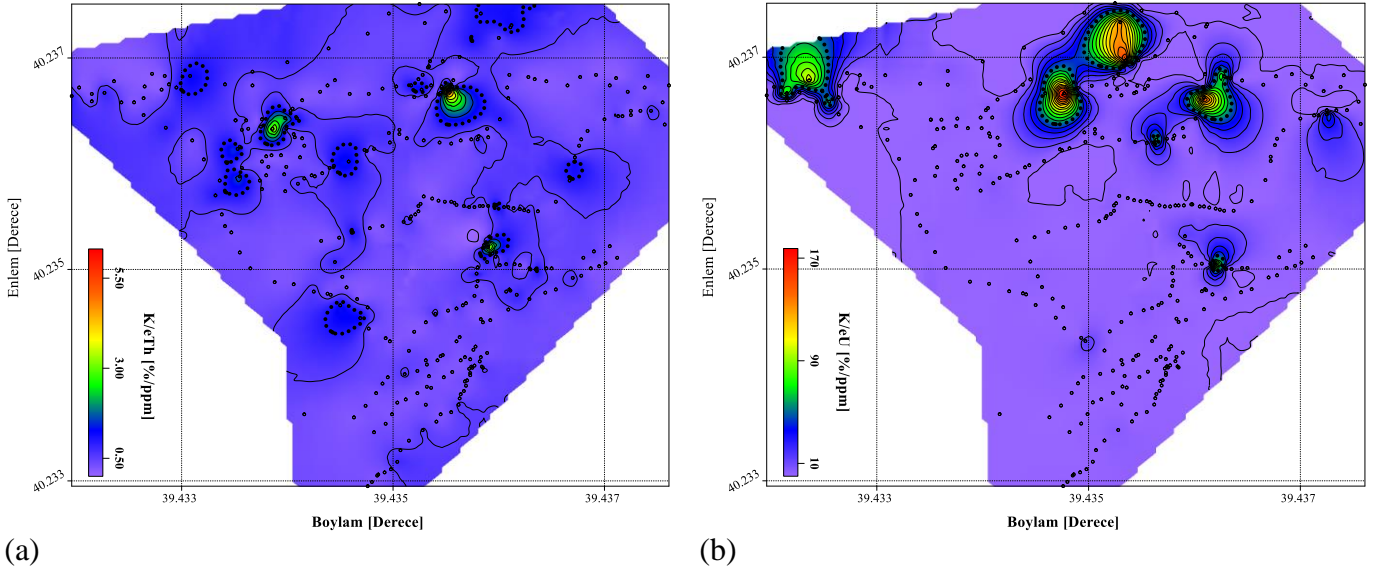 40.237
40.235
40.233
Enlem [Derece]
5.50
3.00
0.50
K/eTh [%/ppm]
39.433
39.435
39.437
Boylam [Derece]
(a)
40.237
40.235
40.233
Enlem [Derece]
170
90
10
K/eU [%/ppm]
39.433
39.435
39.437
Boylam [Derece]
(b)